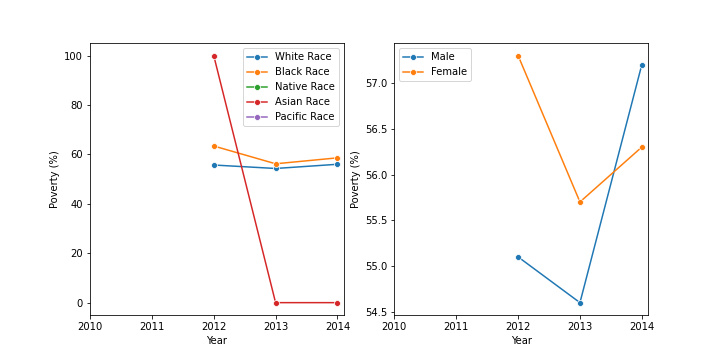 100
80
60
40
20
0
Poverty (%)
2010 2011 2012 2013 2014
Year
White Race
Black Race
Native Race
Asian Race
Pacific Race
57.0
56.5
56.0
55.5
55.0
54.5
Poverty (%)
2010 2011 2012 2013 2014
Year
Male
Female